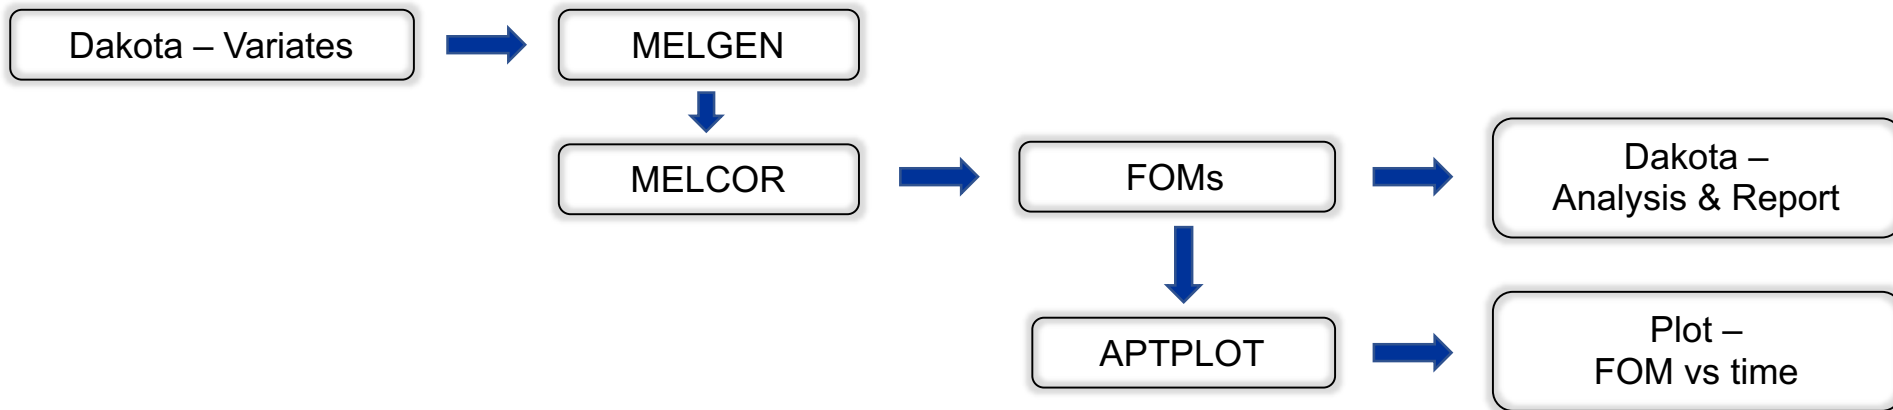 Dakota – Variates
MELGEN
MELCOR
FOMs
Dakota –
Analysis & Report
APTPLOT
Plot –
FOM vs time